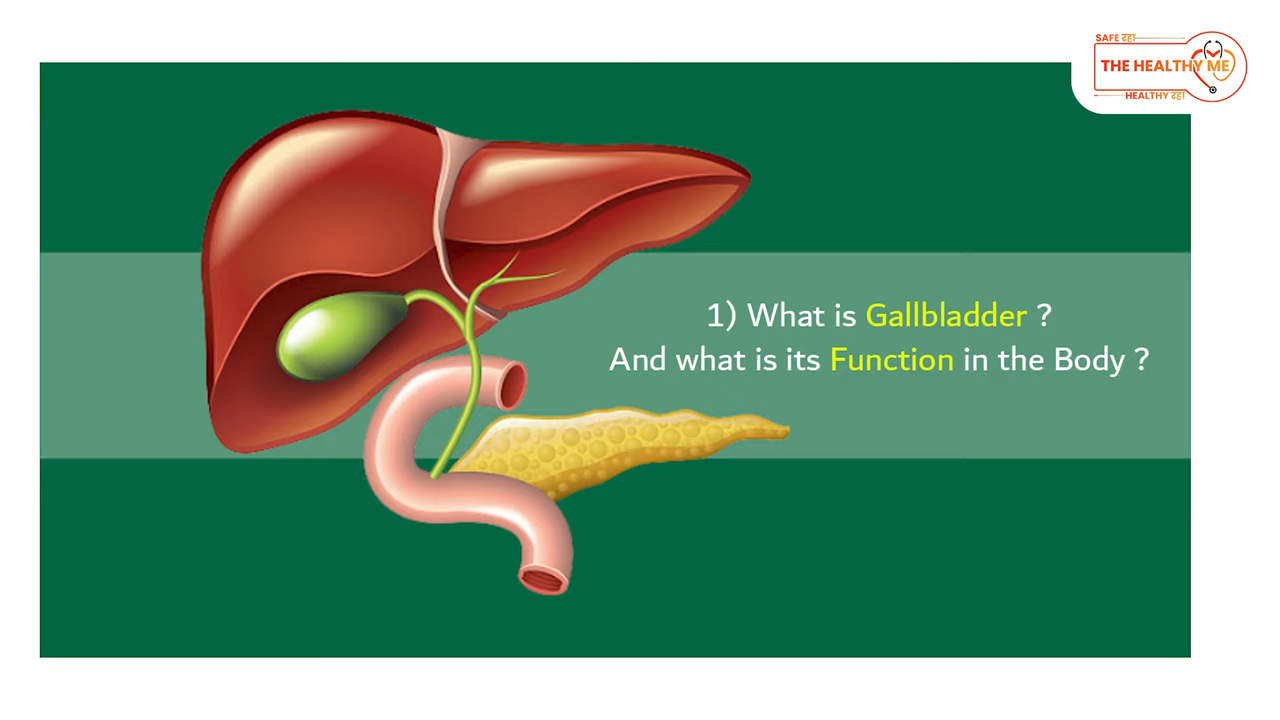 SAFE रहा
THE HEALTHY ME
HEALTHY रहा
1) What is Gallbladder ?
And what is its Function in the Body ?